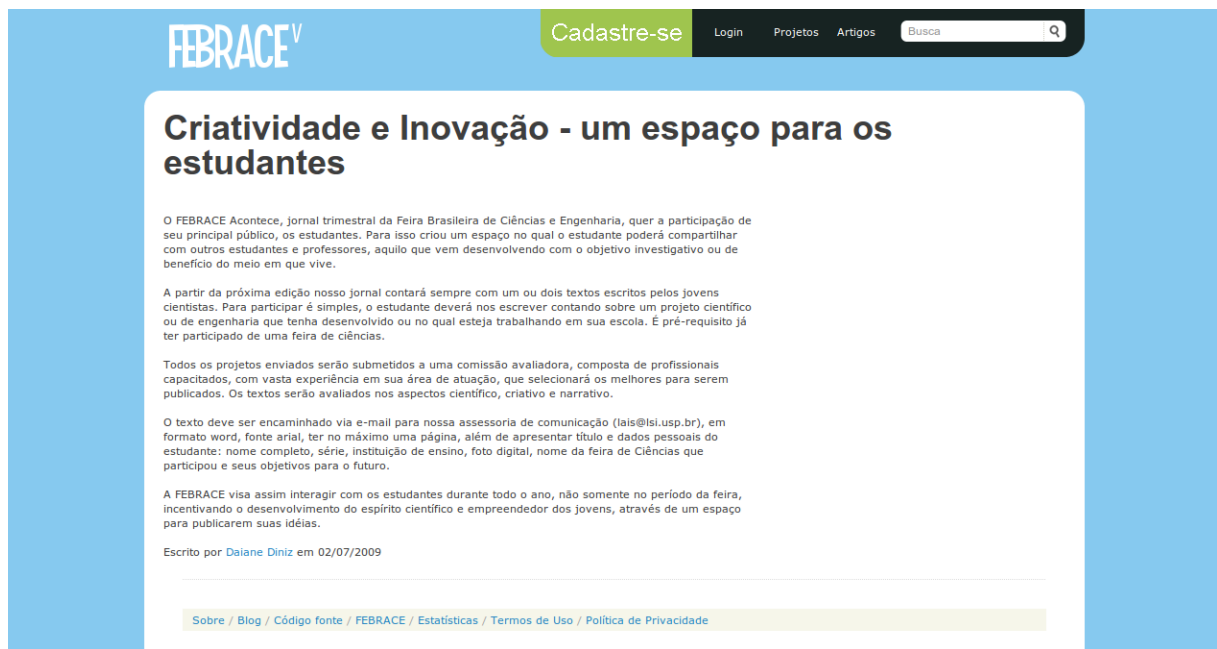 FEBRACE V
Cadastre-se Login Projetos Artigos Busca
Criatividade e Inovação - um espaço para os
estudantes
O FEBRACE Acontece, jornal trimestral da Feira Brasileira de Ciências e Engenharia, quer a participação de
seu principal público, os estudantes. Para isso criou um espaço no qual o estudante poderá compartilhar
com outros estudantes e professores, aquilo que vem desenvolvendo com o objetivo investigativo ou de
benefício do meio em que vive.
A partir da próxima edição nosso jornal contará sempre com um ou dois textos escritos pelos jovens
cientistas. Para participar é simples, o estudante deverá nos escrever contando sobre um projeto científico
ou de engenharia que tenha desenvolvido ou no qual esteja trabalhando em sua escola. É pré-requisito já
ter participado de uma feira de ciências.
Todos os projetos enviados serão submetidos a uma comissão avaliadora, composta de profissionais
capacitados, com vasta experiência em sua área de atuação, que selecionará os melhores para serem
publicados. Os textos serão avaliados nos aspectos científico, criativo e narrativo.
O texto deve ser encaminhado via e-mail para nossa assessoria de comunicação (lais@lsi.usp.br), em
formato word, fonte arial, ter no máximo uma página, além de apresentar título e dados pessoais do
estudante: nome completo, série, instituição de ensino, foto digital, nome da feira de Ciências que
participou e seus objetivos para o futuro.
A FEBRACE visa assim interagir com os estudantes durante todo o ano, não somente no período da feira,
incentivando o desenvolvimento do espírito científico e empreendedor dos jovens, através de um espaço
para publicarem suas idéias.
Escrito por Daiane Diniz em 02/07/2009
Sobre / Blog / Código fonte / FEBRACE / Estatísticas / Termos de Uso / Política de Privacidade